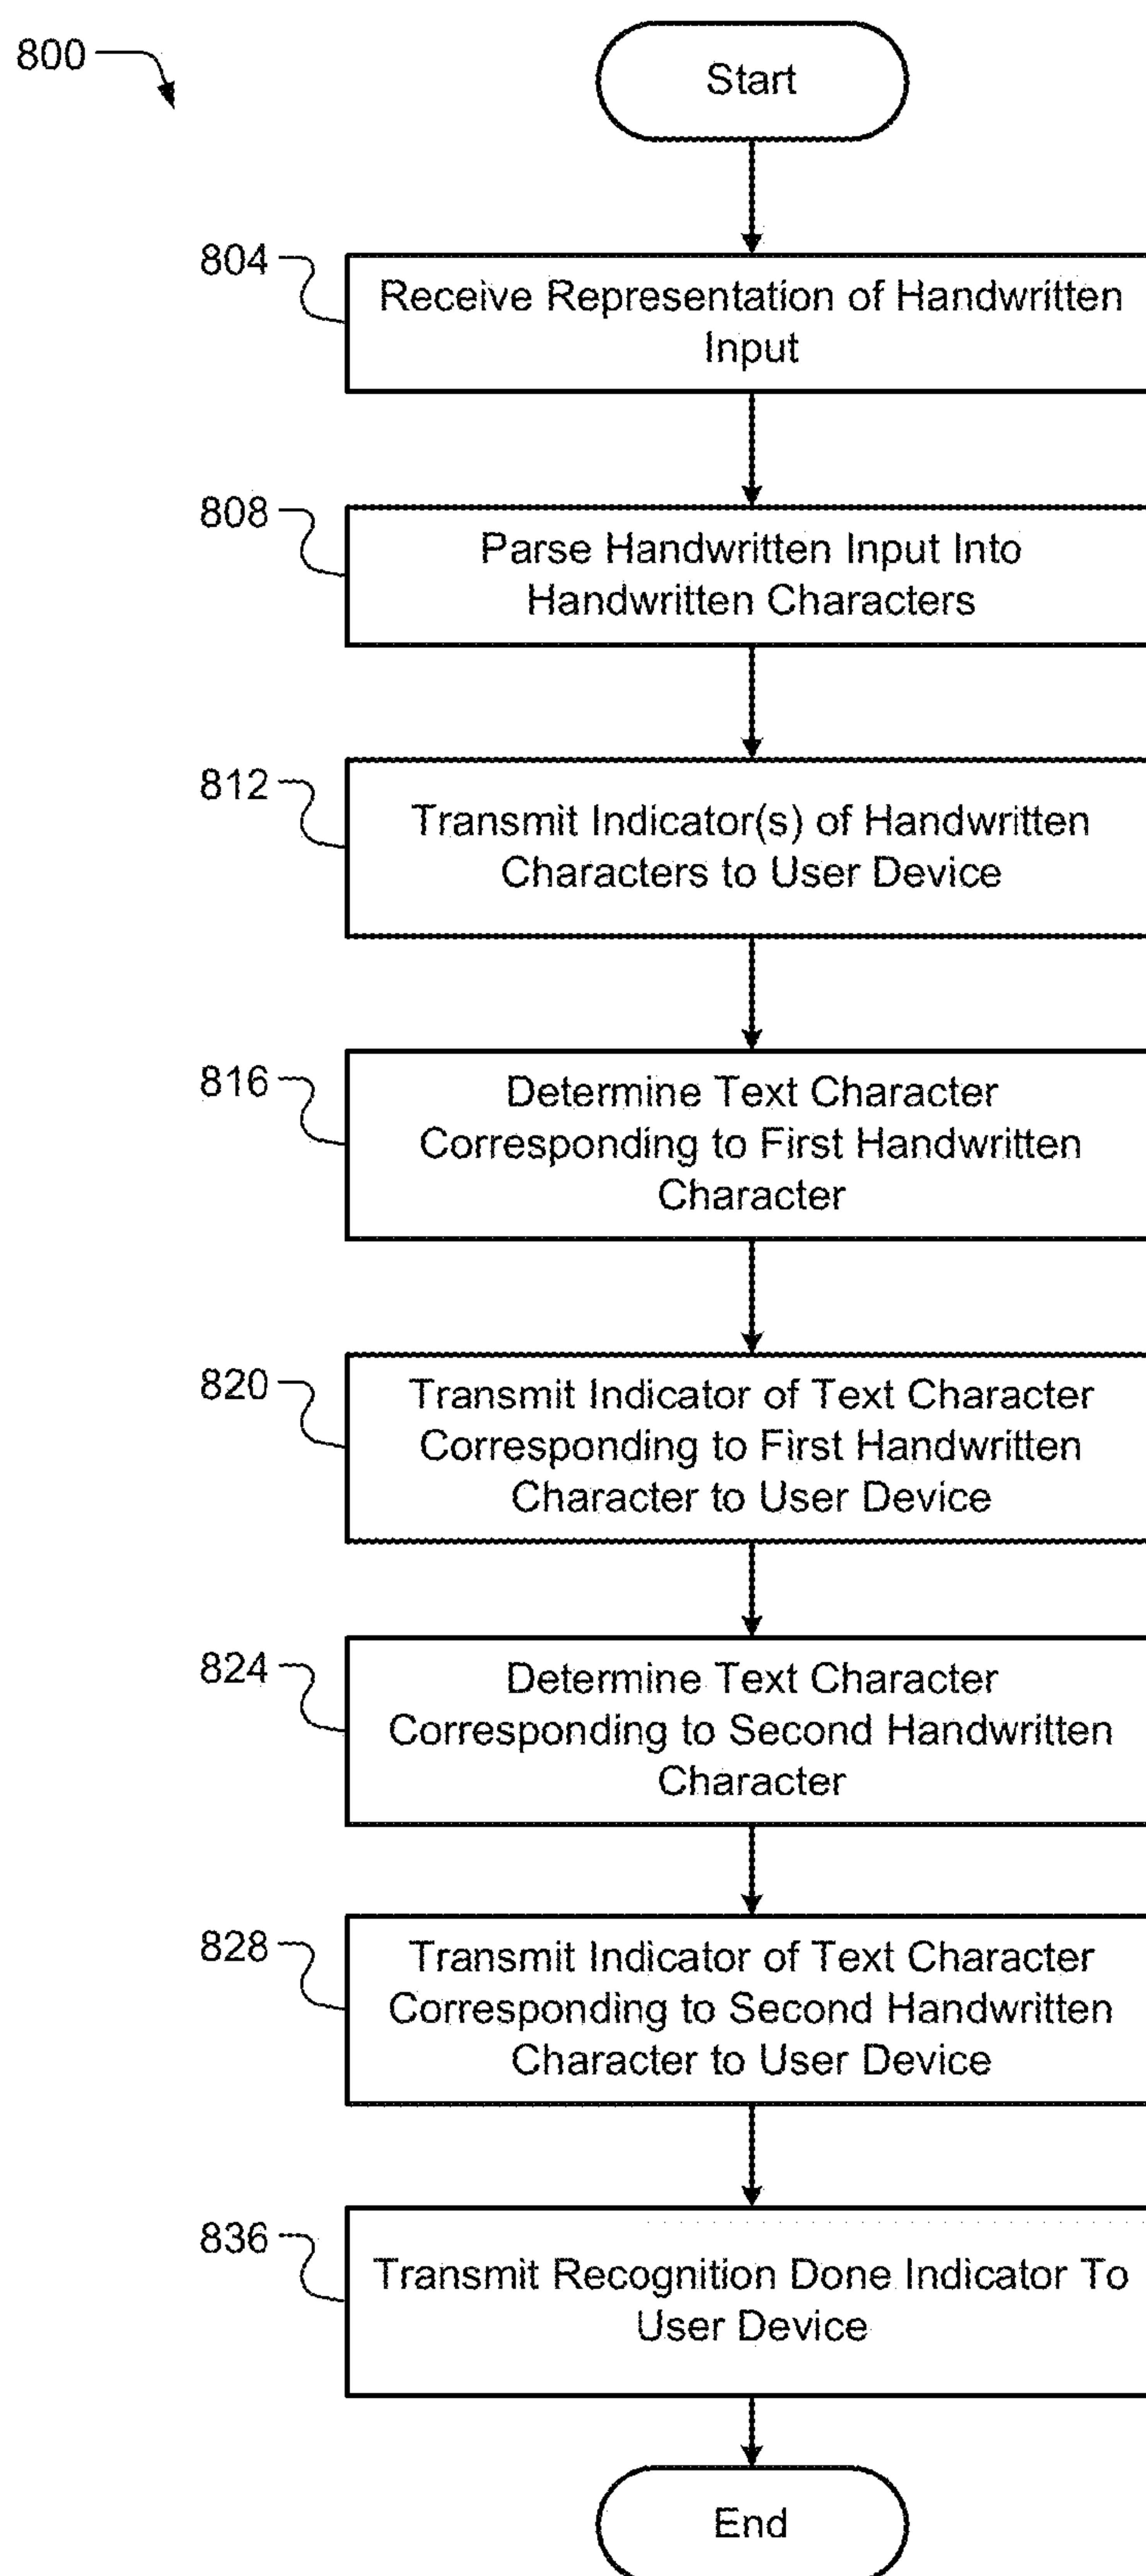 800
Start
804
Receive Representation of Handwritten
Input
808
Parse Handwritten Input Into
Handwritten Characters
812
Transmit Indicator(s) of Handwritten
Characters to User Device
816
Determine Text Character
Corresponding to First Handwritten
Character
820
Transmit Indicator of Text Character
Corresponding to First Handwritten
Character to User Device
824
Determine Text Character
Corresponding to Second Handwritten
Character
828
Transmit Indicator of Text Character
Corresponding to Second Handwritten
Character to User Device
836
Transmit Recognition Done Indicator To
User Device
End